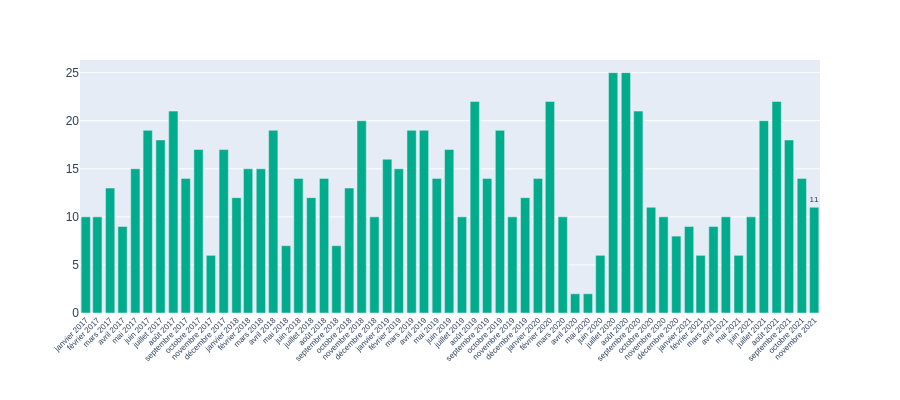 25
20
15
10
5
0
11
janvier 2017
février 2017
mars 2017
avril 2017
mai 2017
juin 2017
juillet 2017
août 2017
septembre 2017
octobre 2017
novembre 2017
décembre 2017
janvier 2018
février 2018
mars 2018
avril 2018
mai 2018
juin 2018
juillet 2018
août 2018
septembre 2018
octobre 2018
novembre 2018
décembre 2018
janvier 2019
février 2019
mars 2019
avril 2019
mai 2019
juin 2019
juillet 2019
août 2019
septembre 2019
octobre 2019
novembre 2019
décembre 2019
janvier 2020
février 2020
mars 2020
avril 2020
mai 2020
juin 2020
juillet 2020
août 2020
septembre 2020
octobre 2020
novembre 2020
décembre 2020
janvier 2021
février 2021
mars 2021
avril 2021
mai 2021
juin 2021
juillet 2021
août 2021
septembre 2021
octobre 2021
novembre 2021